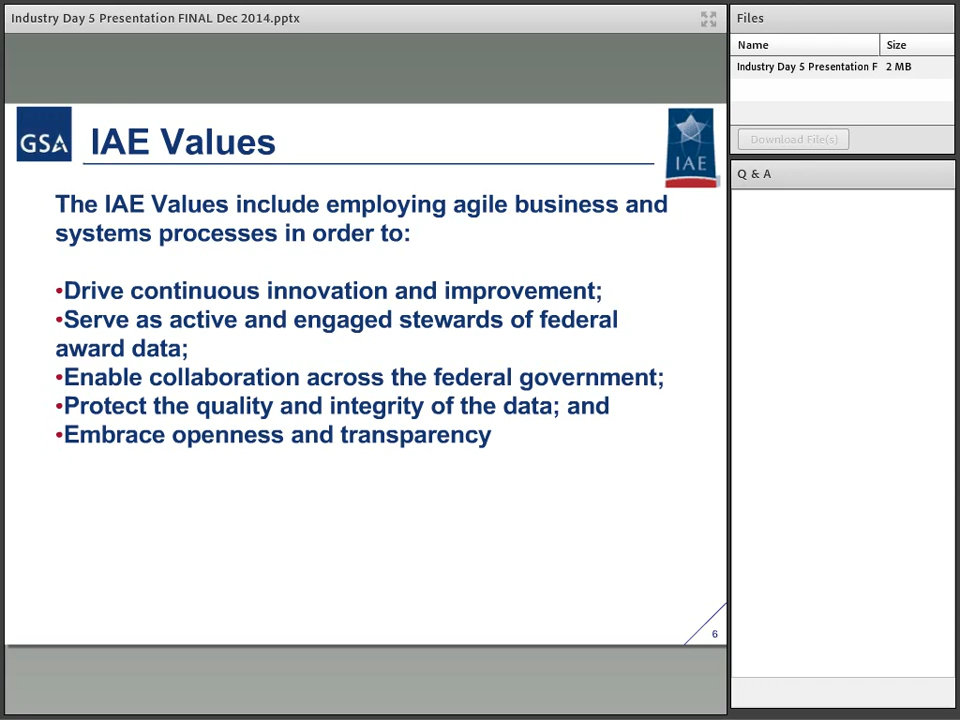 Industry Day 5 Presentation FINAL Dec 2014.pptx
GSA
IAE Values
IAE
The IAE Values include employing agile business and
systems processes in order to:
•Drive continuous innovation and improvement;
•Serve as active and engaged stewards of federal
award data;
•Enable collaboration across the federal government;
•Protect the quality and integrity of the data; and
•Embrace openness and transparency
6
Files
Name Size
Industry Day 5 Presentation F 2 MB
Download File(s)
Q & A